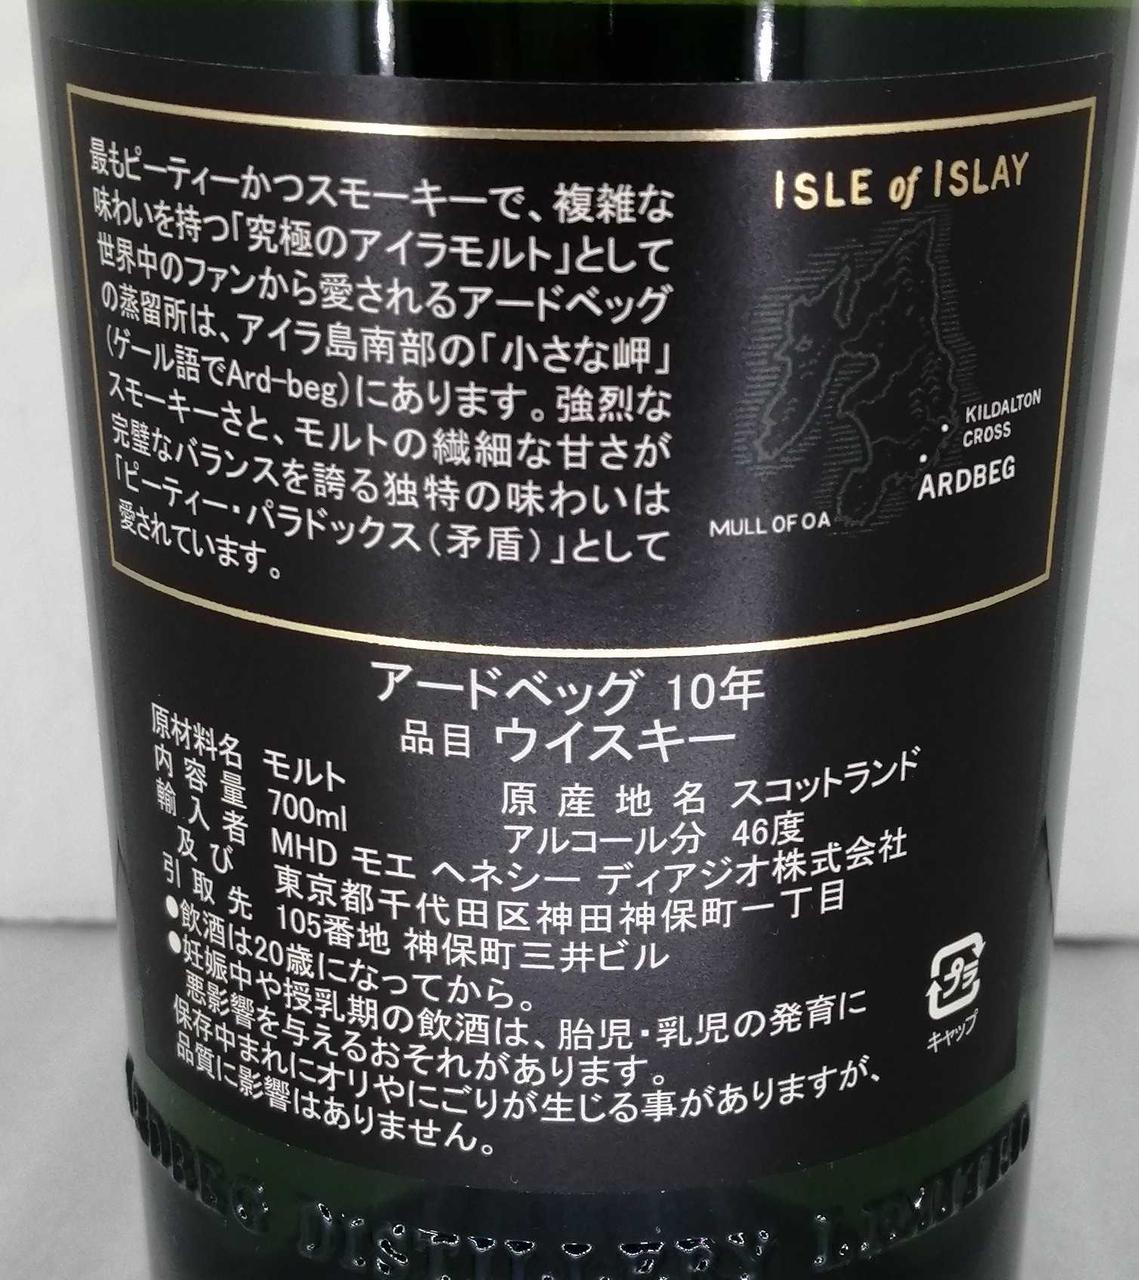 最もピーティーかつスモーキーで、複雑な
味わいを持つ「究極のアイラモルト」として
世界中のファンから愛されるアードベッグ
の蒸留所は、アイラ島南部の「小さな岬」
(ゲール語でArd-beg)にあります。強烈な
スモーキーさと、モルトの繊細な甘さが
完璧なバランスを誇る独特の味わいは
「ピーティー・パラドックス(矛盾)」として
愛されています。
ISLE of ISLAY
KILDALTON
CROSS
ARDBEG
MULL OF OA
アードベッグ 10年
品目 ウイスキー
原材料名 モルト 原産地名 スコットランド
内容量 700ml アルコール分 46度
輸入者 MHD モエ ヘネシー ディアジオ株式会社
及び 東京都千代田区神田神保町一丁目
引取先 105番地 神保町三井ビル
●飲酒は20歳になってから。
●妊娠中や授乳期の飲酒は、胎児・乳児の発育に
悪影響を与えるおそれがあります。
保存中まれにオリやにごりが生じる事がありますが、
品質に影響はありません。
プラ
キャップ
ARDBEG DISTILLERY LIMITED